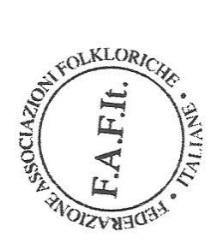 FEDERAZIONE ASSOCIAZIONI FOLKLORICHE • ITALIANE •
F.A.F.It.